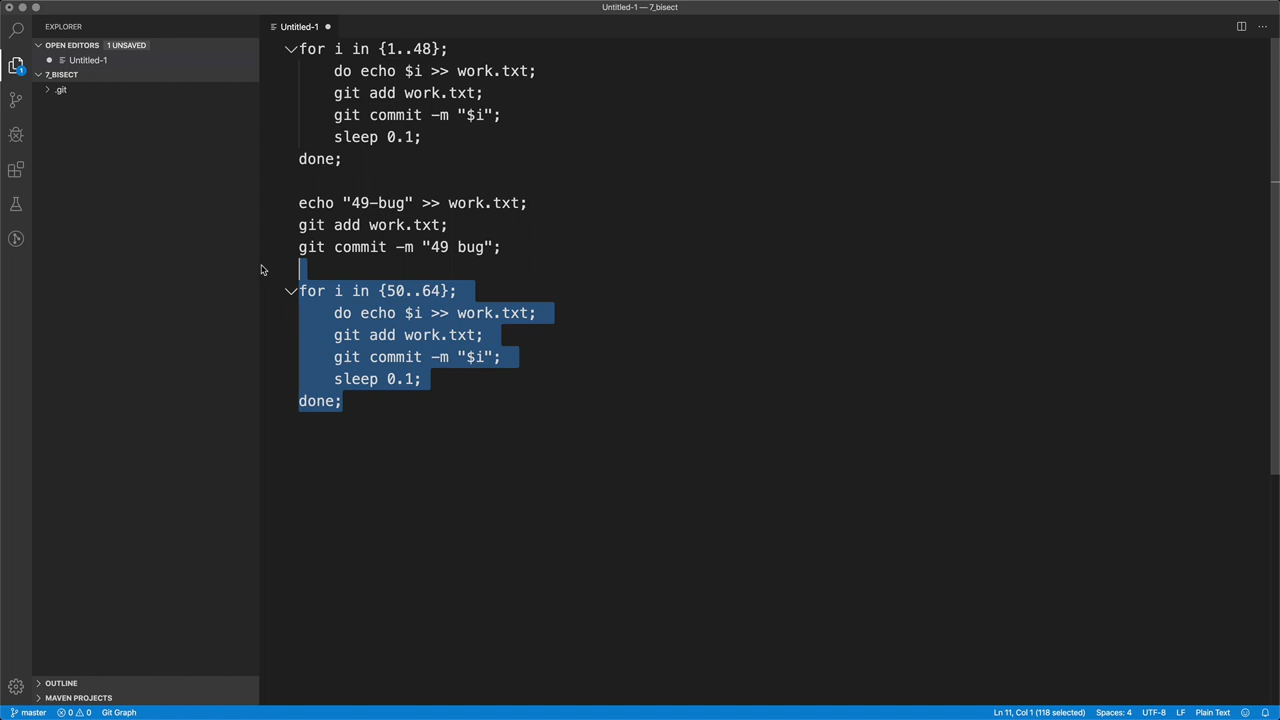 Untitled-1 — 7_bisect
EXPLORER
Untitled-1
OPEN EDITORS 1 UNSAVED
Untitled-1
7_BISECT
.git
1
for i in {1..48};
do echo $i >> work.txt;
git add work.txt;
git commit -m "$i";
sleep 0.1;
done;
echo "49-bug" >> work.txt;
git add work.txt;
git commit -m "49 bug";
for i in {50..64};
do echo $i >> work.txt;
git add work.txt;
git commit -m "$i";
sleep 0.1;
done;
OUTLINE
MAVEN PROJECTS
master 0 0 Git Graph Ln 11, Col 1 (118 selected) Spaces: 4 UTF-8 LF Plain Text